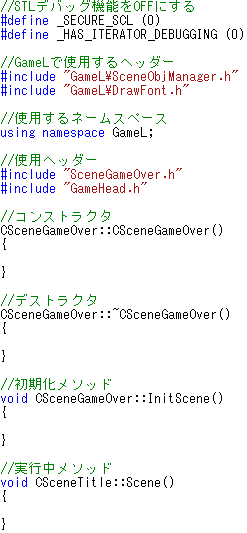 //STLデバッグ機能をOFFにする
#define _SECURE_SCL (0)
#define _HAS_ITERATOR_DEBUGGING (0)
//GameLで使用するヘッダー
#include "GameL¥SceneObjManager.h"
#include "GameL¥DrawFont.h"
//使用するネームスペース
using namespace GameL;
//使用ヘッダー
#include "SceneGameOver.h"
#include "GameHead.h"
//コンストラクタ
CSceneGameOver::CSceneGameOver()
{
}
//デストラクタ
CSceneGameOver::~CSceneGameOver()
{
}
//初期化メソッド
void CSceneGameOver::InitScene()
{
}
//実行中メソッド
void CSceneTitle::Scene()
{
}